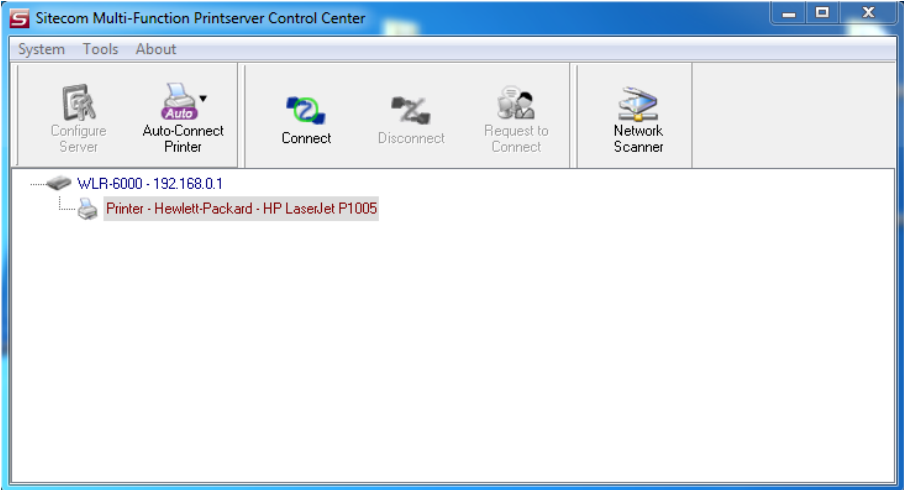 Sitecom Multi-Function Printserver Control Center
System Tools About
Auto
Configure Server
Auto-Connect Printer
Connect
Disconnect
Request to Connect
Network Scanner
WLR-6000 - 192.168.0.1
Printer - Hewlett-Packard - HP LaserJet P1005